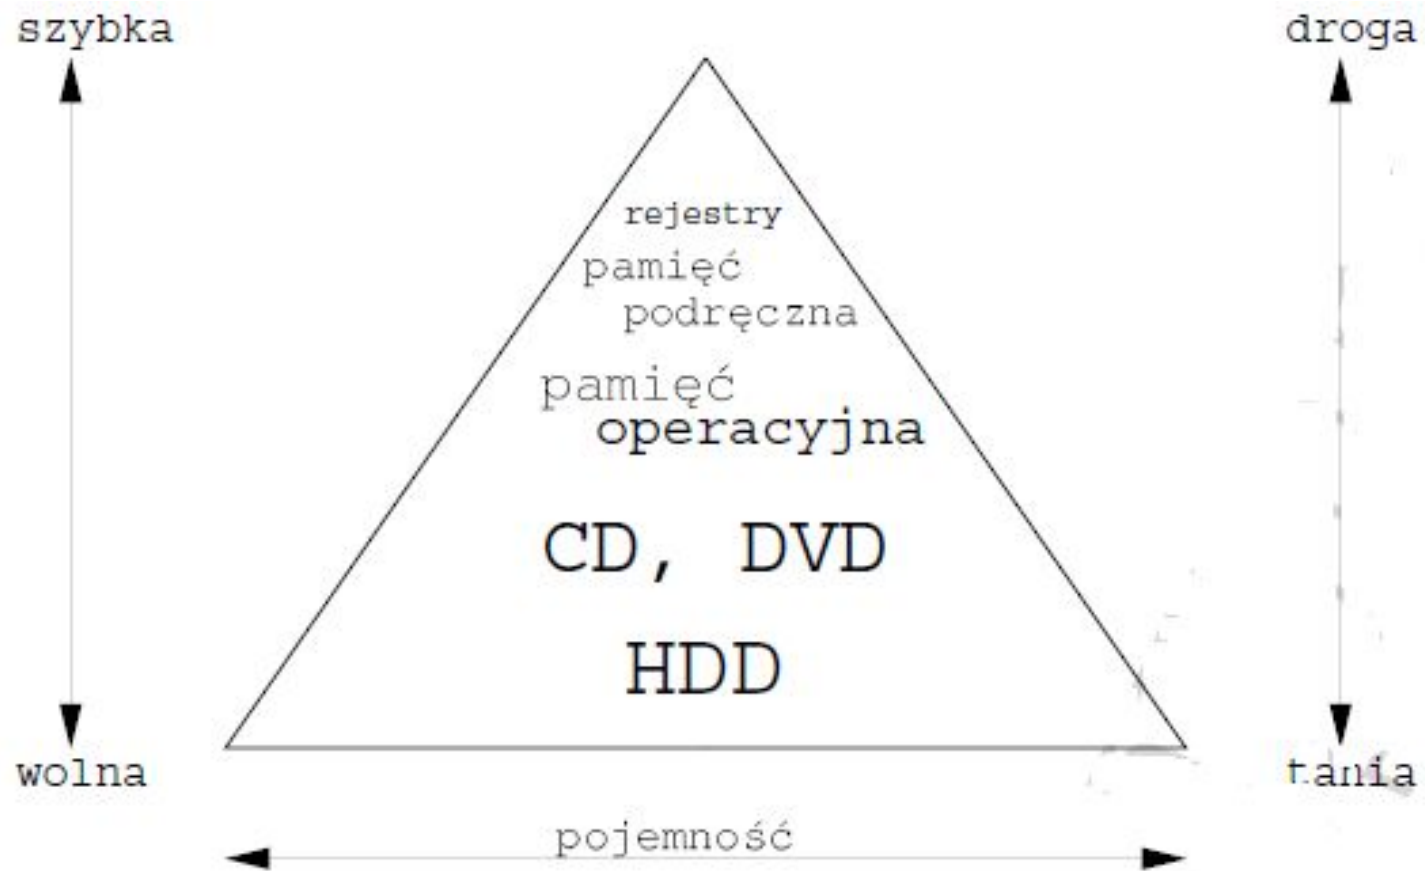 szybka
droga
rejestry
pamięć
podręczna
pamięć
operacyjna
CD, DVD
HDD
wolna
tania
pojemność